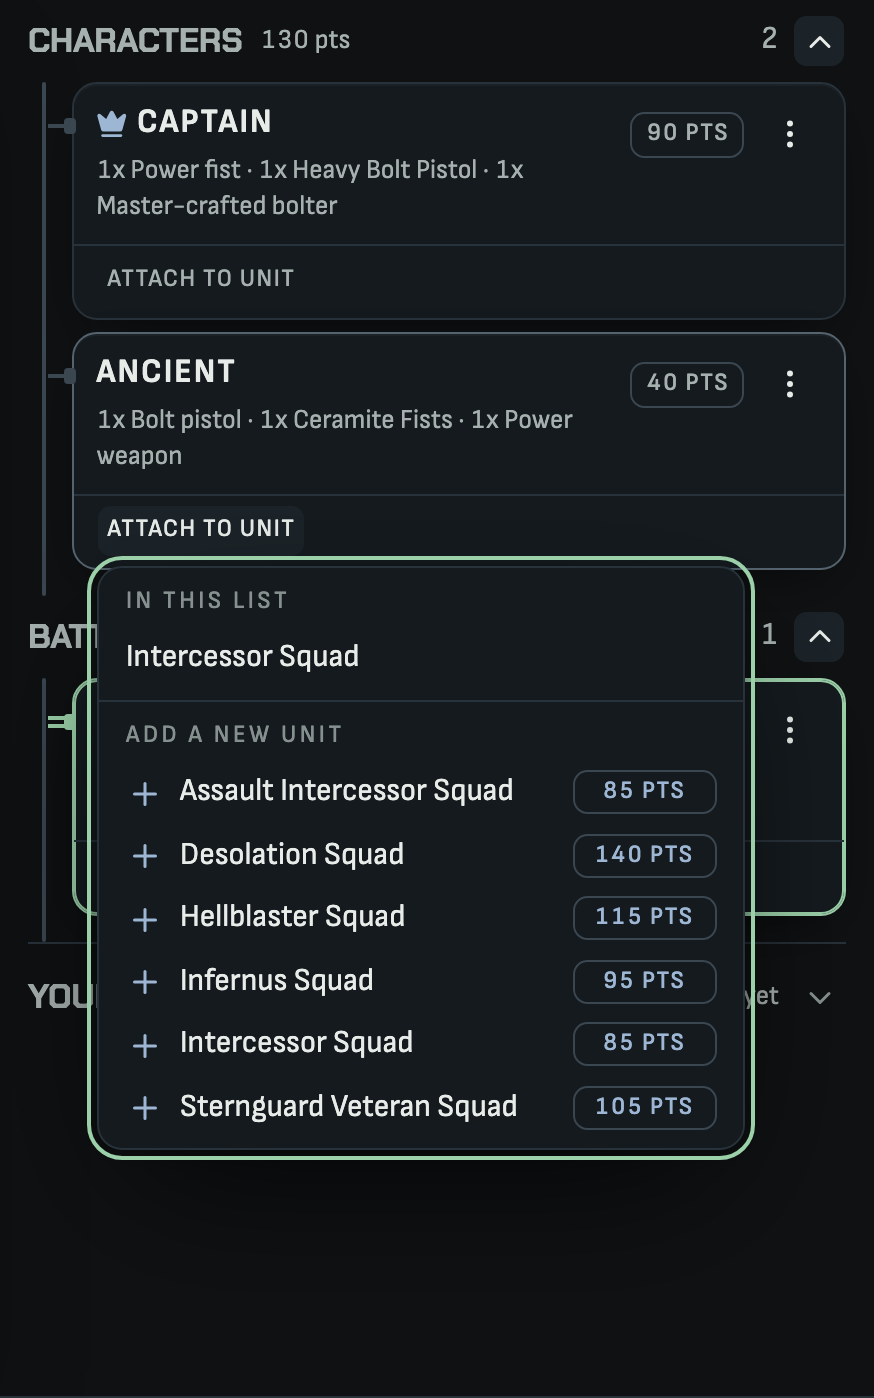 CHARACTERS 130 pts 2
CAPTAIN 90 PTS
1x Power fist · 1x Heavy Bolt Pistol · 1x
Master-crafted bolter
ATTACH TO UNIT
ANCIENT 40 PTS
1x Bolt pistol · 1x Ceramite Fists · 1x Power
weapon
ATTACH TO UNIT
IN THIS LIST
Intercessor Squad
1
ADD A NEW UNIT
Assault Intercessor Squad 85 PTS
Desolation Squad 140 PTS
Hellblaster Squad 115 PTS
Infernus Squad 95 PTS
YOU yet
Intercessor Squad 85 PTS
Sternguard Veteran Squad 105 PTS